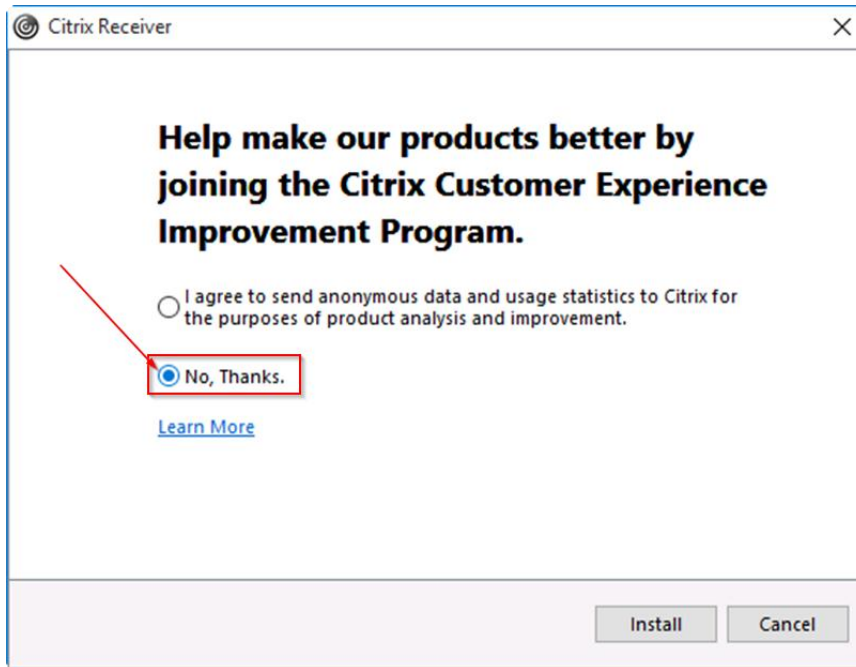 Citrix Receiver
Help make our products better by
joining the Citrix Customer Experience
Improvement Program.
I agree to send anonymous data and usage statistics to Citrix for
the purposes of product analysis and improvement.
No, Thanks.
Learn More
Install Cancel